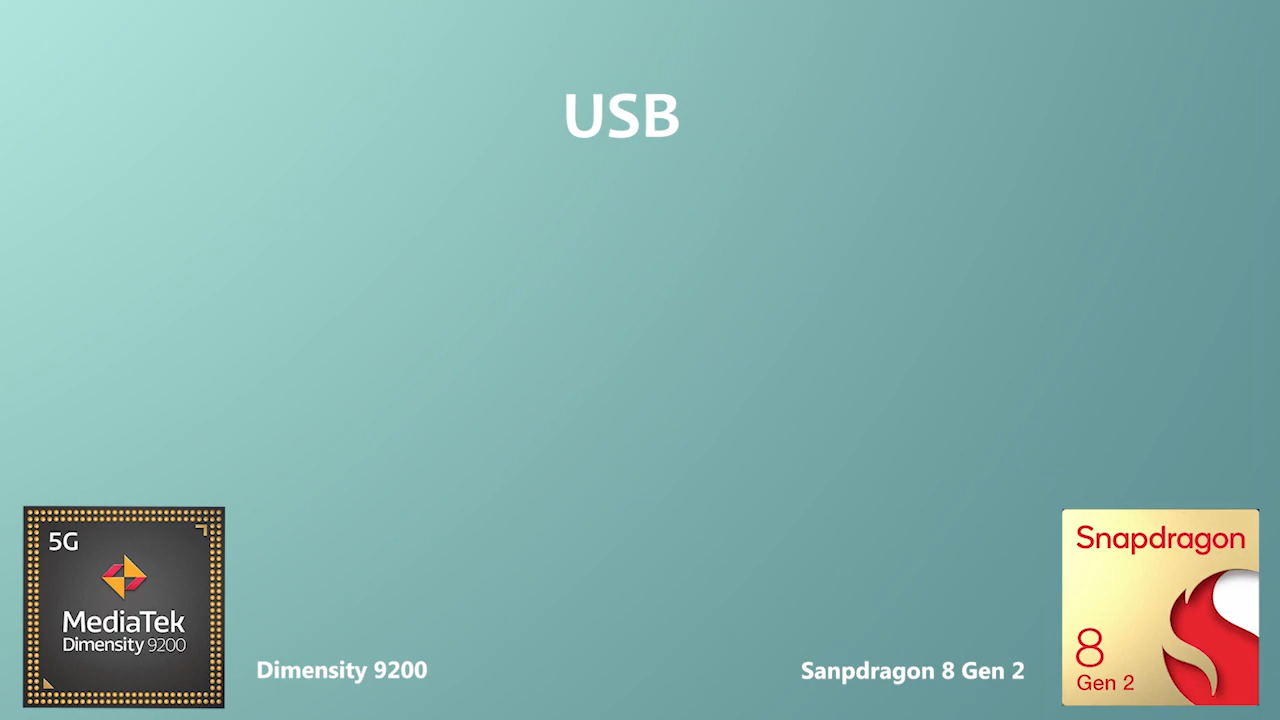 USB
5G
MediaTek
Dimensity 9200
Dimensity 9200
Sanpdragon 8 Gen 2
Snapdragon
8
Gen 2